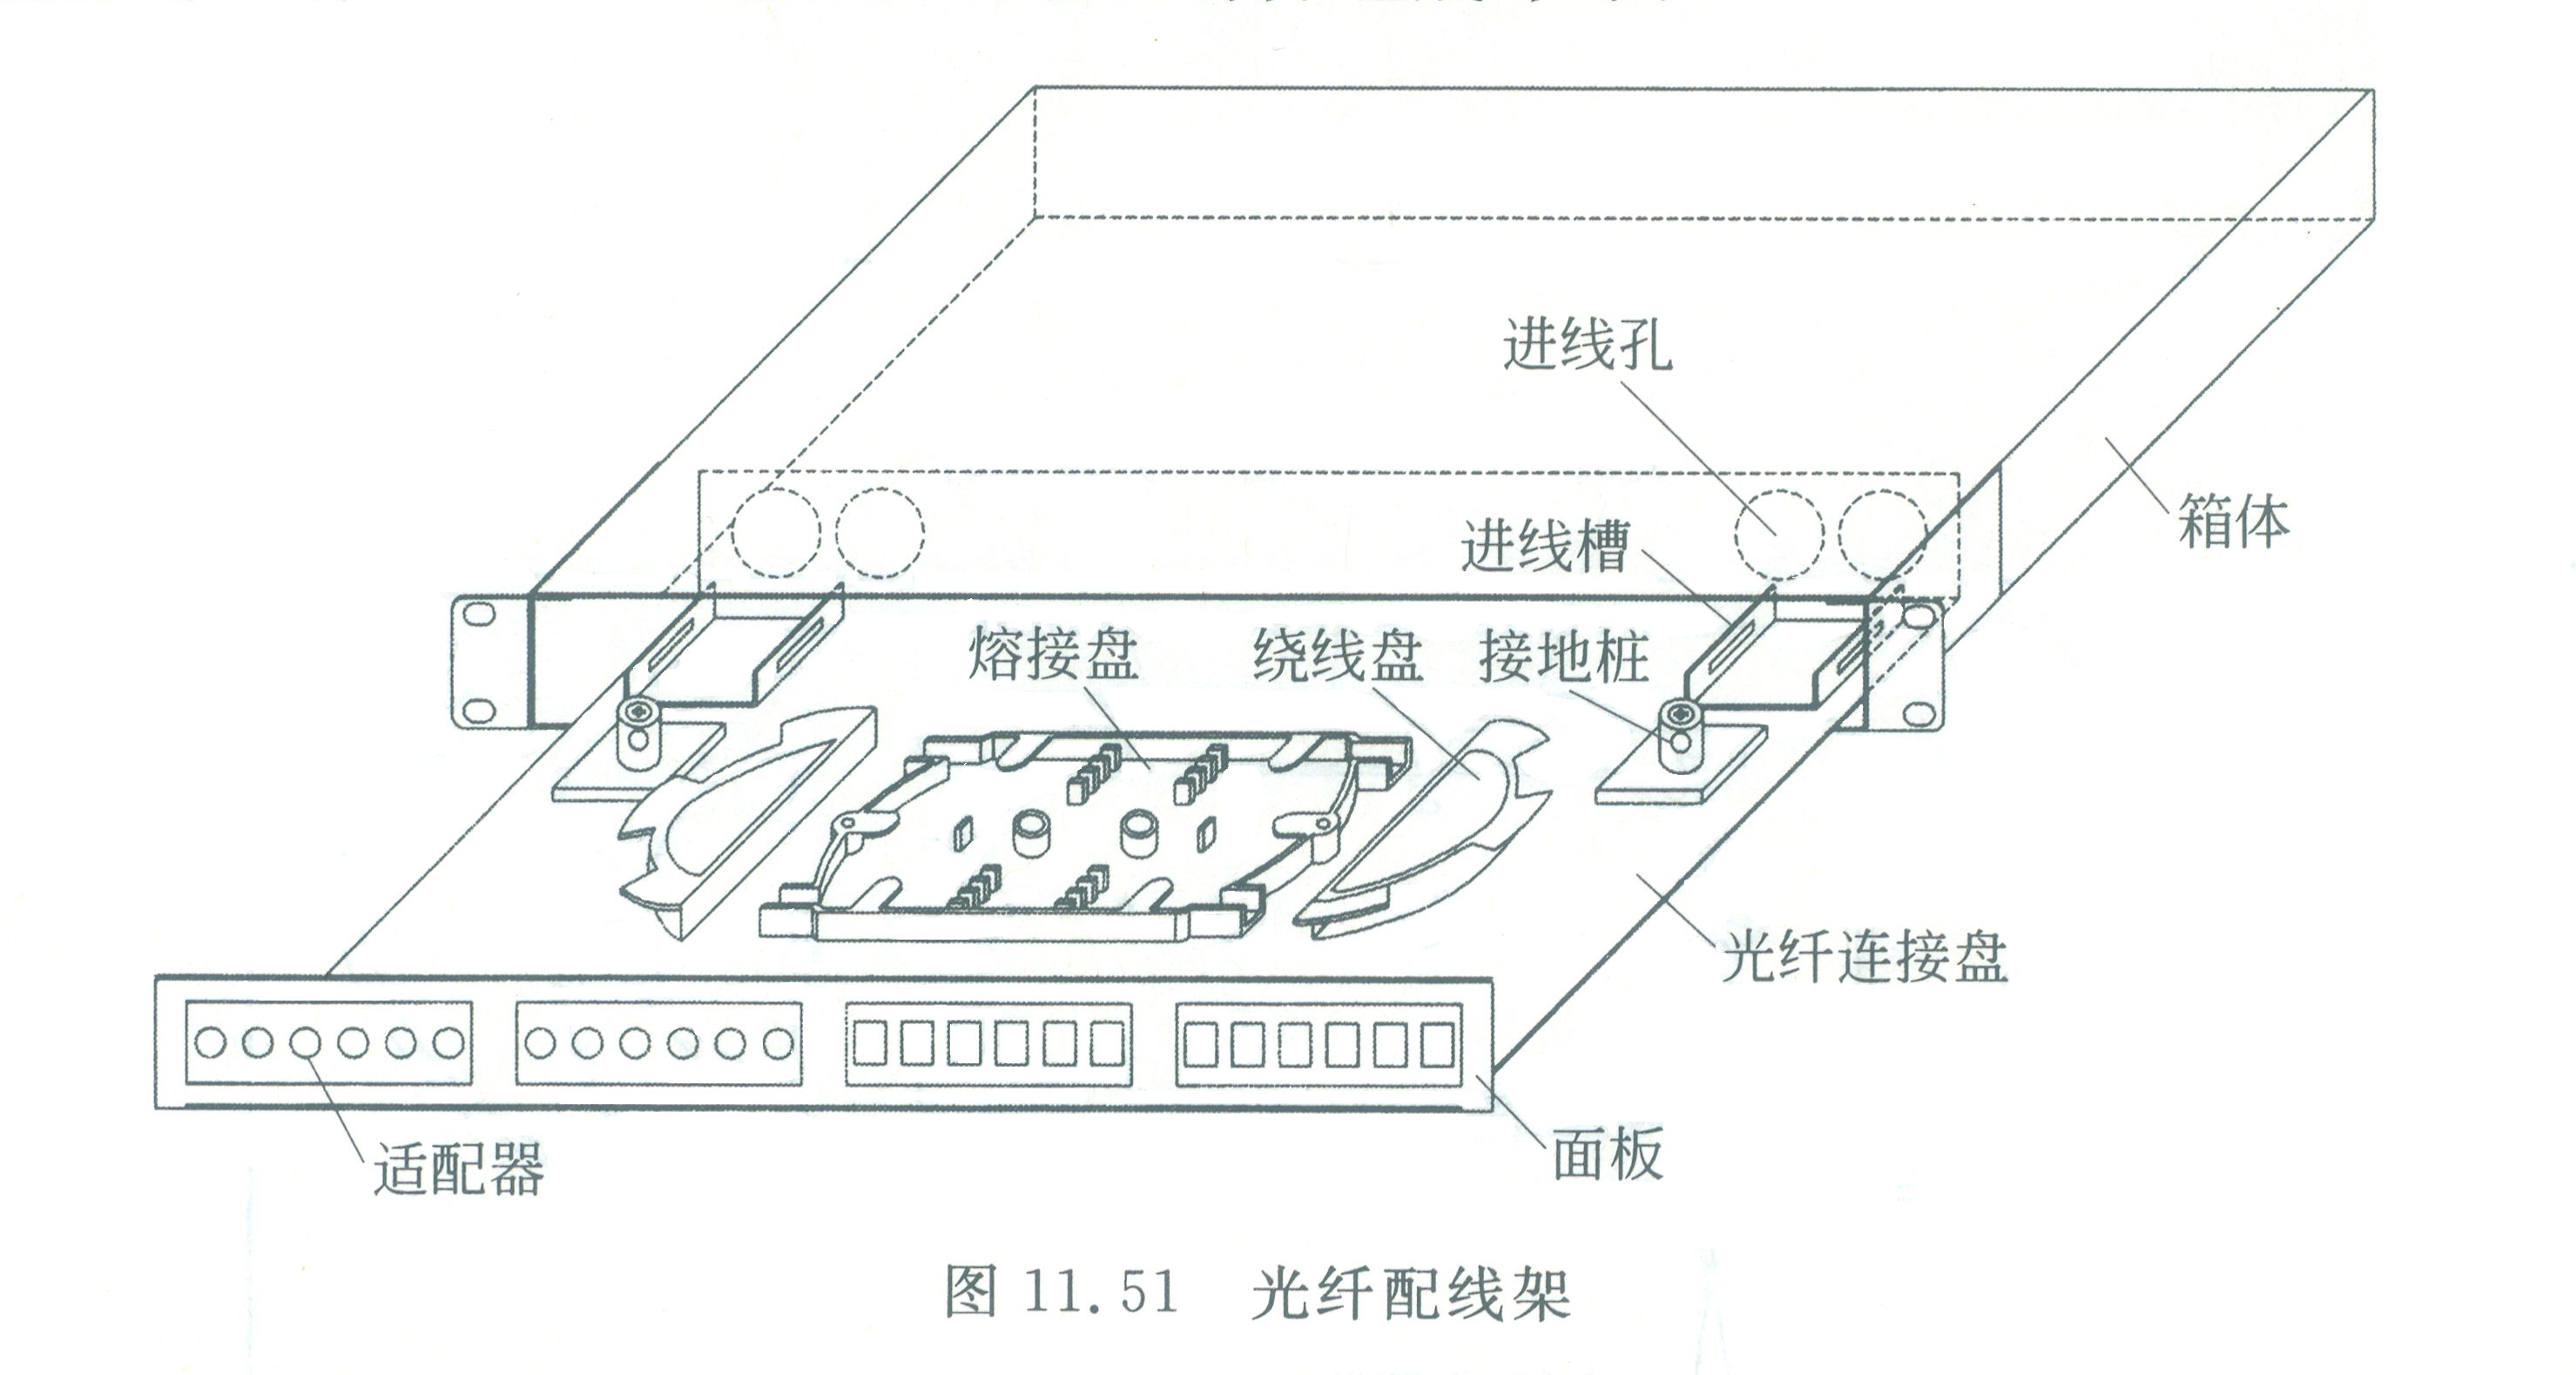 进线孔
箱体
进线槽
熔接盘
绕线盘
接地桩
光纤连接盘
面板
适配器
图 11.51 光纤配线架